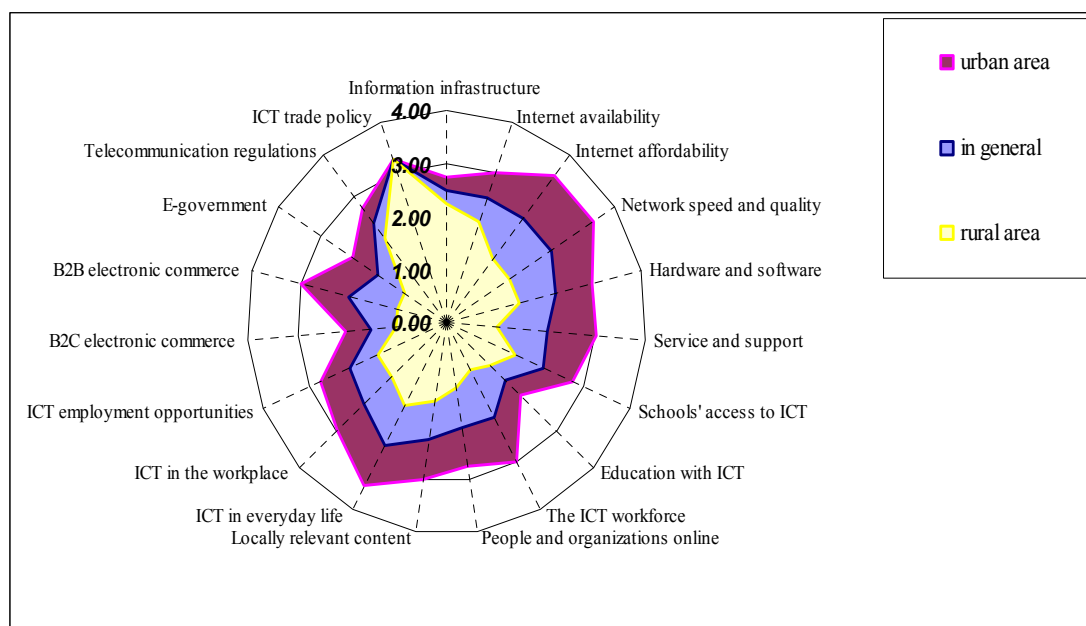 urban area
in general
rural area
Information infrastructure
Internet availability
Internet affordability
Network speed and quality
Hardware and software
Service and support
Schools' access to ICT
Education with ICT
The ICT workforce
People and organizations online
Locally relevant content
ICT in everyday life
ICT in the workplace
ICT employment opportunities
B2C electronic commerce
B2B electronic commerce
E-government
Telecommunication regulations
ICT trade policy
4.00
3.00
2.00
1.00
0.00